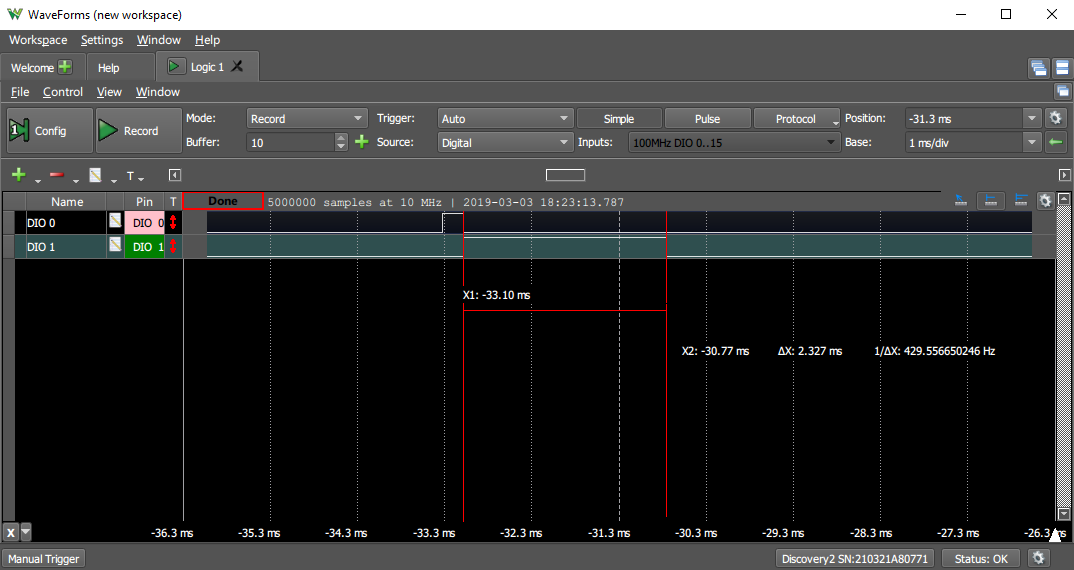 WaveForms (new workspace)
Workspace Settings Window Help
Welcome Help Logic 1
File Control View Window
1 Config Record Mode: Record Trigger: Auto Simple Pulse Protocol Position: -31.3 ms
Buffer: 10 Source: Digital Inputs: 100MHz DIO 0..15 Base: 1 ms/div
T
Name Pin T Done 5000000 samples at 10 MHz | 2019-03-03 18:23:13.787
DIO 0 DIO 0
DIO 1 DIO 1
X1: -33.10 ms
X2: -30.77 ms ΔX: 2.327 ms 1/ΔX: 429.556650246 Hz
X -36.3 ms -35.3 ms -34.3 ms -33.3 ms -32.3 ms -31.3 ms -30.3 ms -29.3 ms -28.3 ms -27.3 ms -26.3 ms
Manual Trigger Discovery2 SN:210321A80771 Status: OK